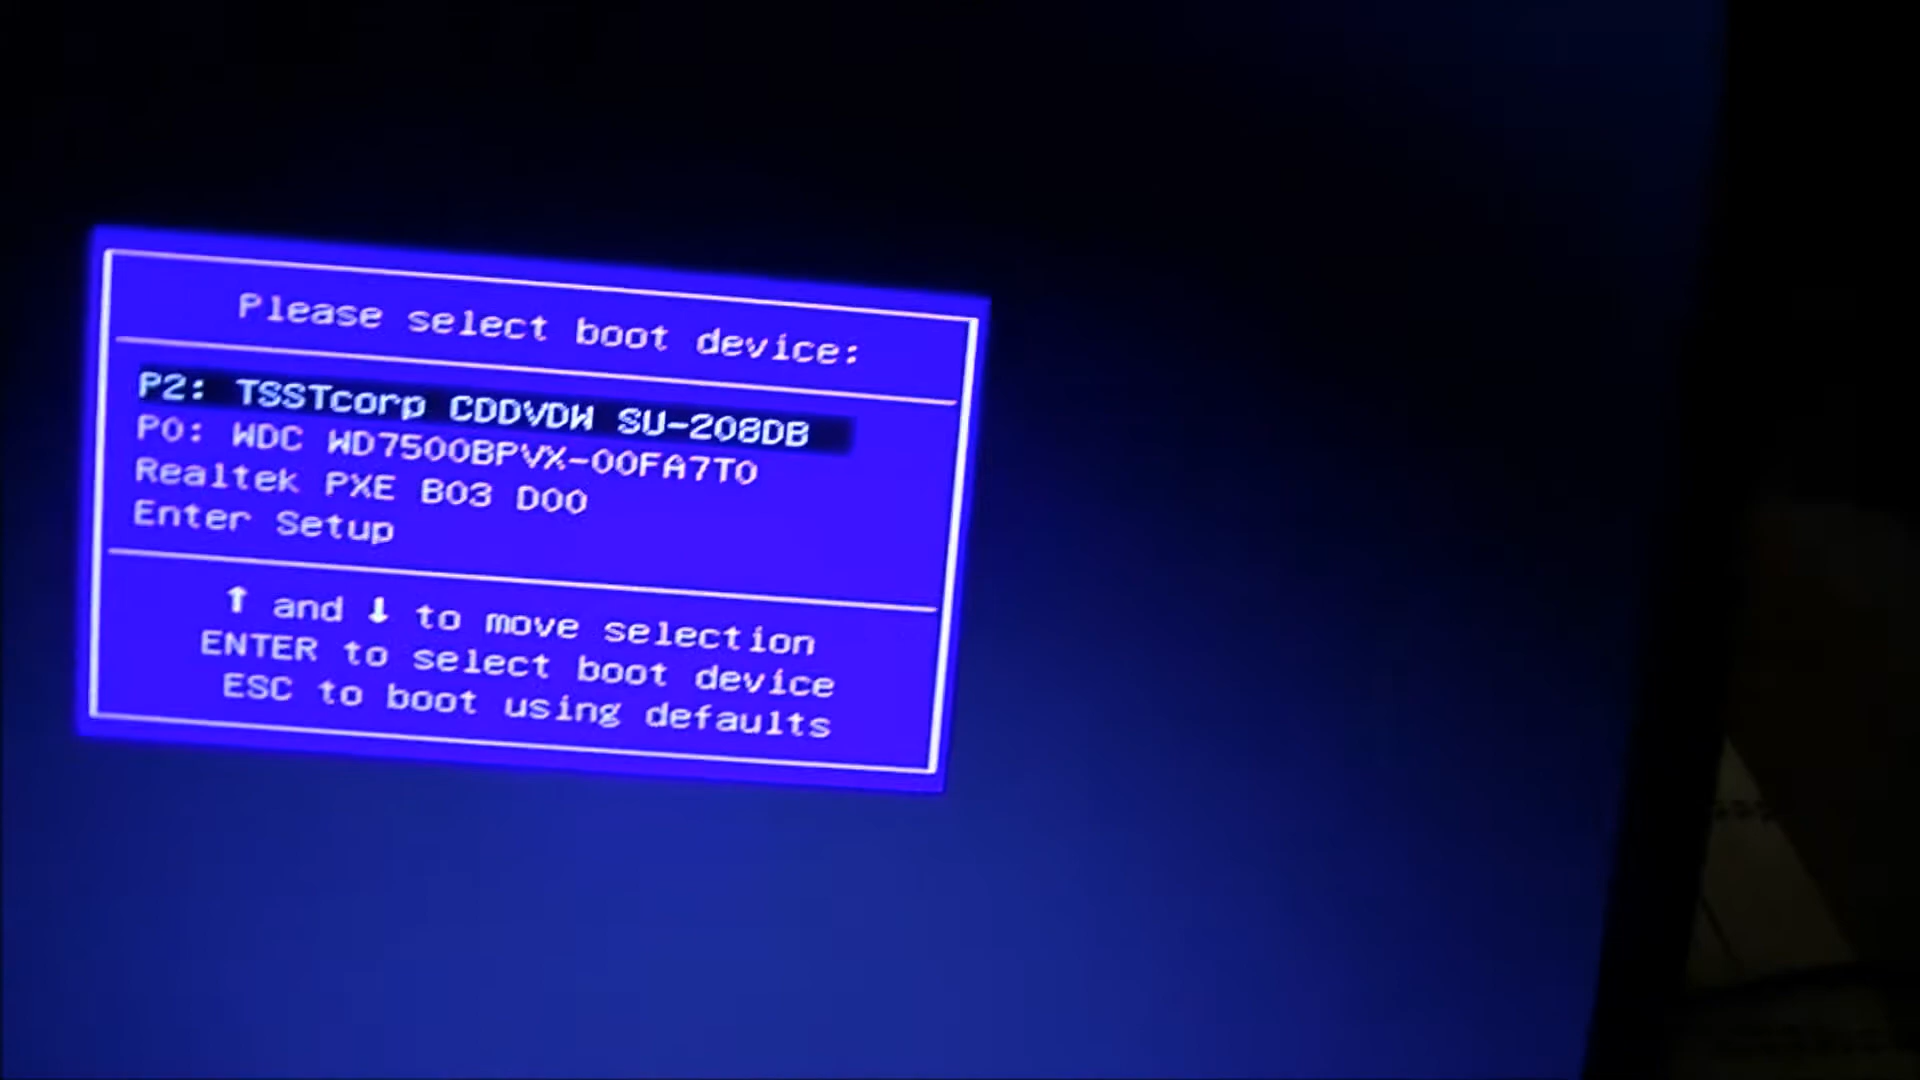 Please select boot device:
P2: TSSTcorp CDDVDW SU-208DB
P0: WDC WD7500BPVX-00FA7T0
Realtek PXE B03 D00
Enter Setup
↑ and ↓ to move selection
ENTER to select boot device
ESC to boot using defaults